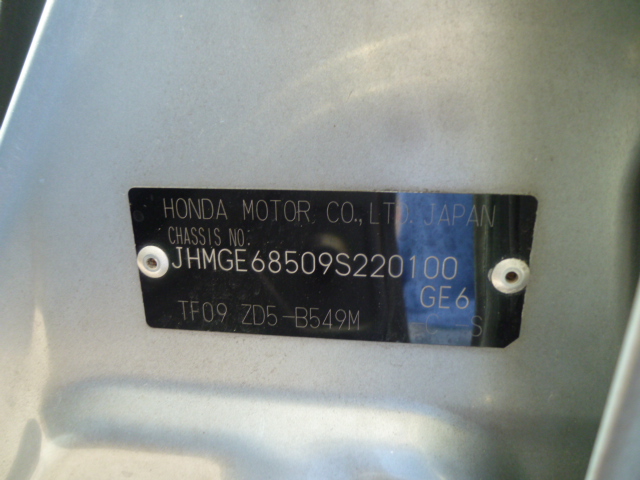 HONDA MOTOR CO.,LTD. JAPAN
CHASSIS NO.
JHMGE68509S220100
GE6
TF09 ZD5-B549M -S